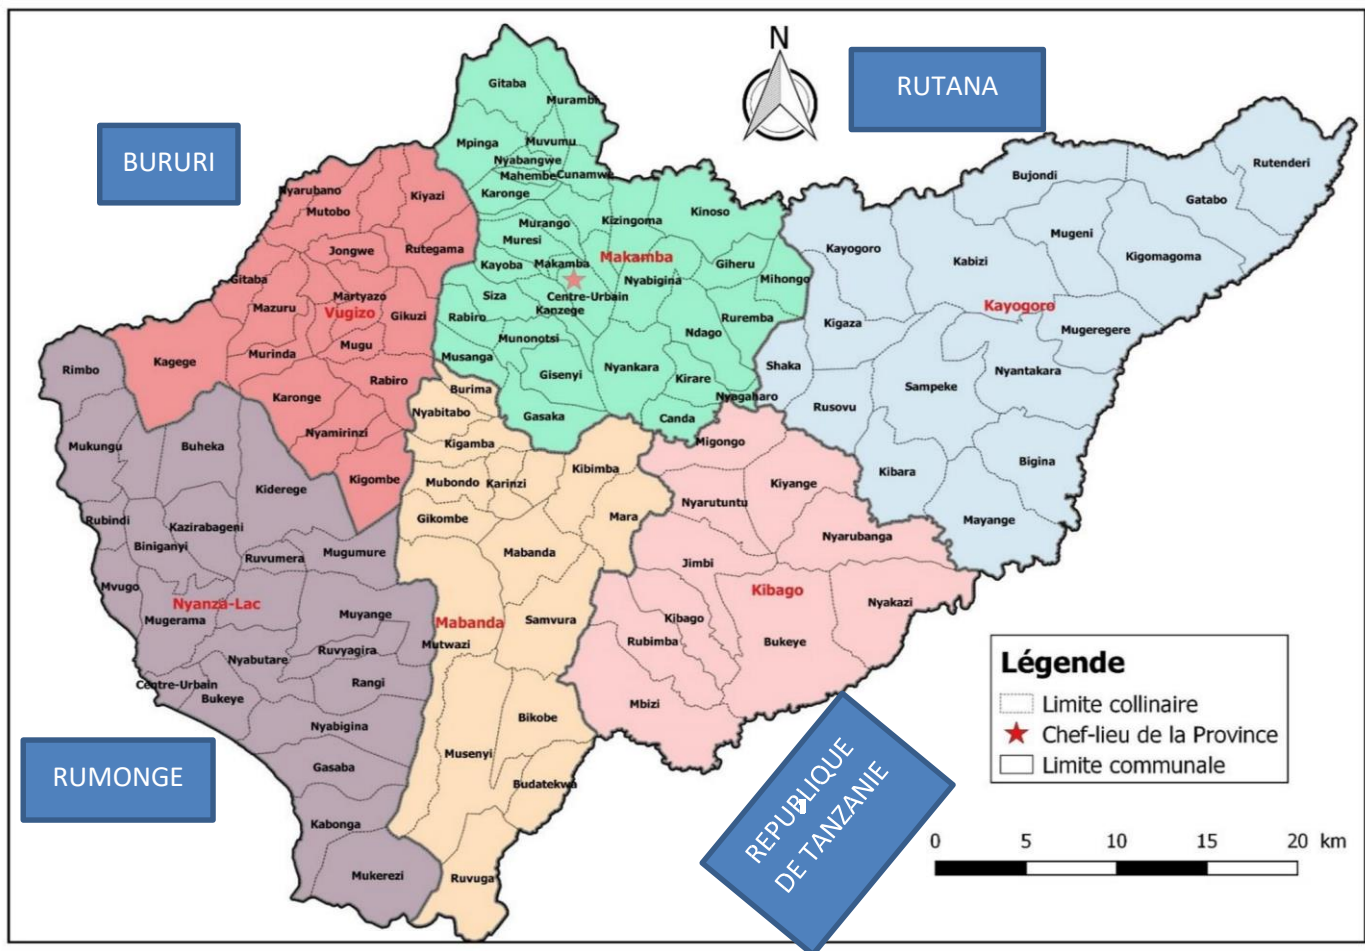 N
RUTANA
BURURI
Gitaba
Murambi
Mpinga
Muvumu
Nyabangwe
Mahembe
Cunamwe
Karonge
Kinoso
Kizingoma
Murango
Muresi
Makamba
Kayoba
Makamba
Giheru
Mihongo
Nyabigina
Centre-Urbain
Siza
Kanzege
Rabiro
Ruremba
Ndago
Munonotsi
Musanga
Gisenyi
Nyankara
Kirare
Nyagaharo
Gasaka
Canda
Nyarubano
Kiyazi
Mutobo
Jongwe
Rutegama
Gitaba
Martyazo
Mazuru
Vugizo
Gikuzi
Mugu
Murinda
Kagege
Rabiro
Karonge
Nyamirinzi
Kigombe
Rutenderi
Bujondi
Gatabo
Mugeni
Kayogoro
Kabizi
Kigomagoma
Kayogoro
Kigaza
Mugeregere
Shaka
Nyantakara
Sampeke
Rusovu
Bigina
Kibara
Mayange
Rimbo
Mukungu
Buheka
Kiderege
Rubindi
Kazirabageni
Biniganyi
Ruvumera
Mugumure
Mvugo
Nyanza-Lac
Mugerama
Muyange
Nyabutare
Ruvyagira
Centre-Urbain
Bukeye
Rangi
Nyabigina
Gasaba
Kabonga
Mukerezi
Burima
Nyabitabo
Kigamba
Kibimba
Mubondo
Karinzi
Gikombe
Mara
Mabanda
Mabanda
Samvura
Mutwazi
Bikobe
Musenyi
Budatekwa
Ruvuga
Migongo
Kiyange
Nyarutuntu
Nyarubanga
Jimbi
Kibago
Nyakazi
Kibago
Rubimba
Bukeye
Mbizi
RUMONGE
REPUBLIQUE
DE TANZANIE
Légende
Limite collinaire
Chef-lieu de la Province
Limite communale
0 5 10 15 20 km